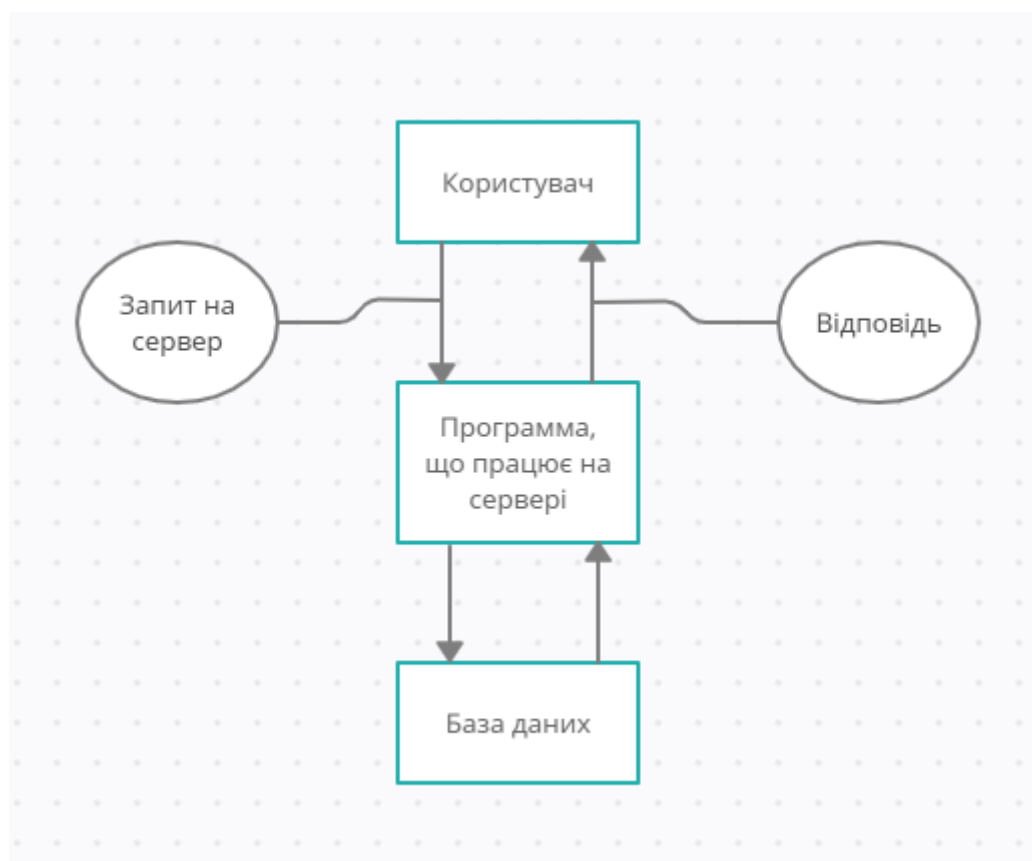 Користувач
Запит на
сервер
Відповідь
Программа,
що працює на
сервері
База даних